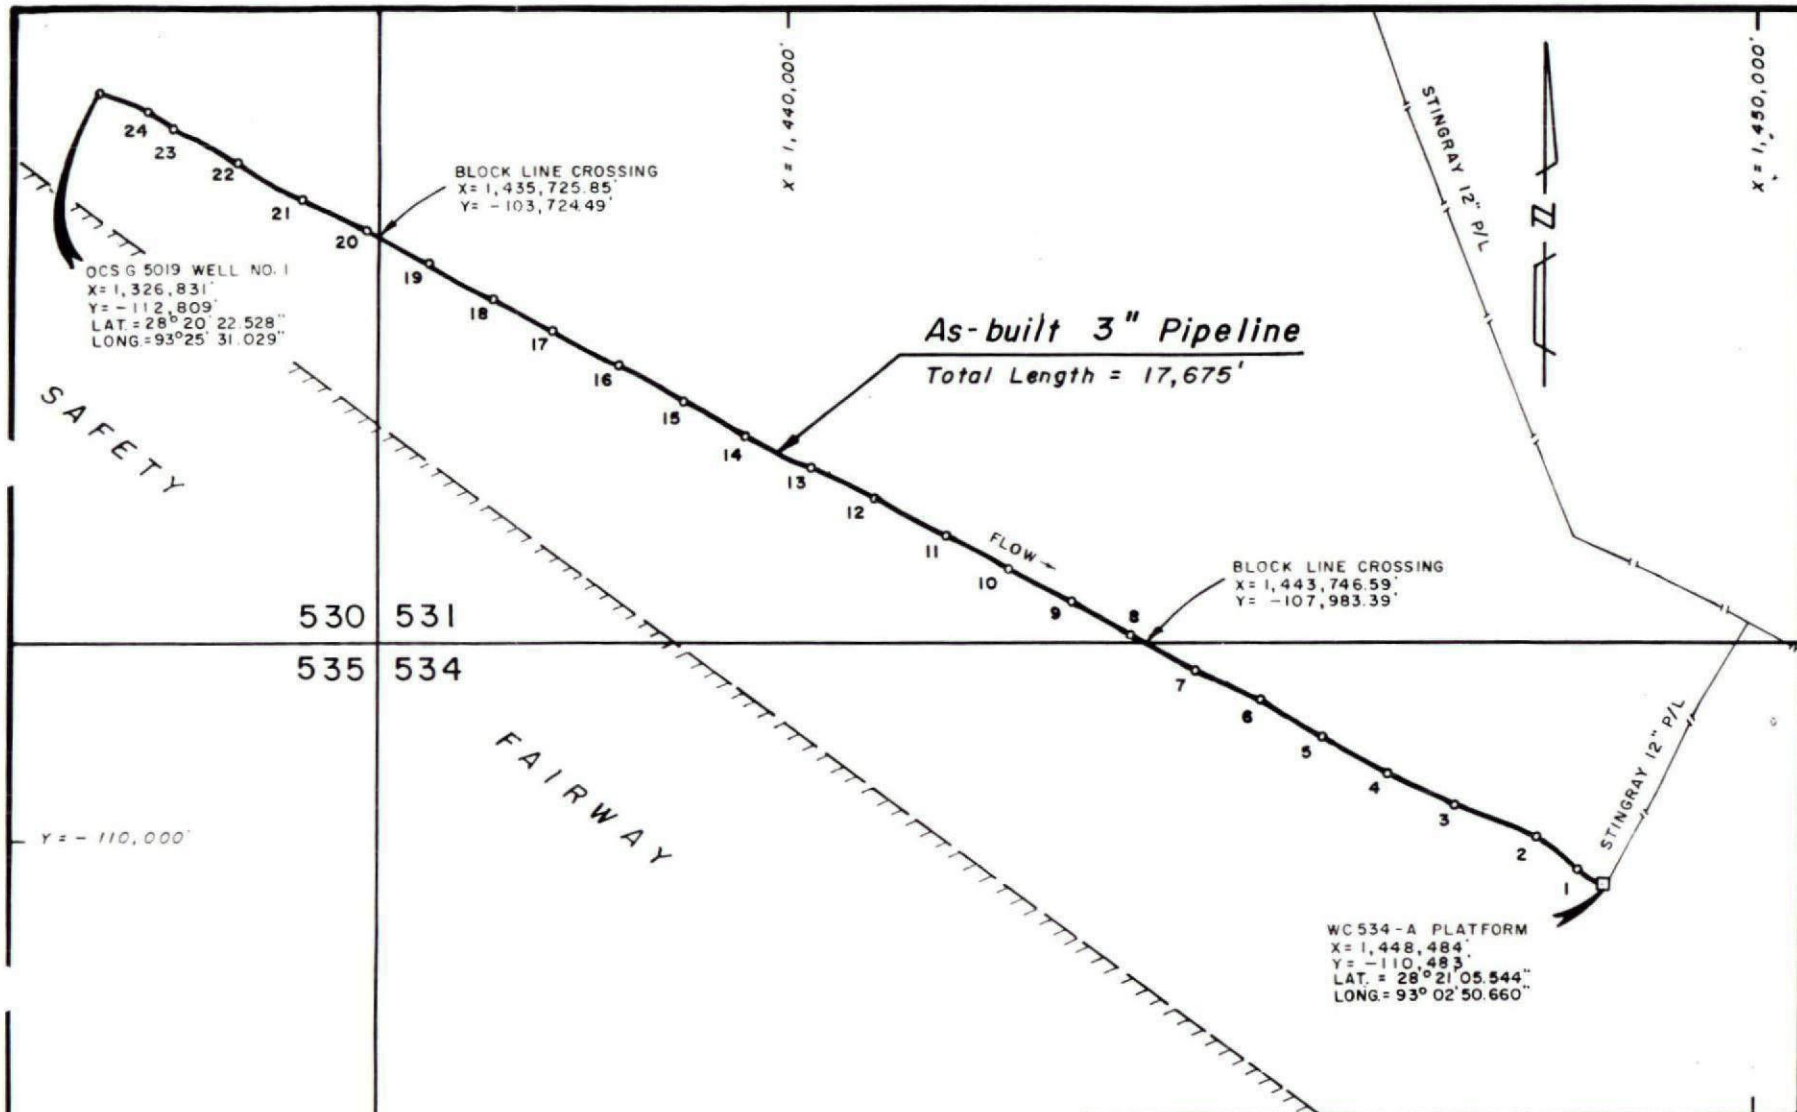 X = 1,440,000'
X = 1,450,000'
STINGRAY 12" P/L
N
24
23
22
21
20
19
18
17
16
15
14
13
12
11
10
9
8
7
6
5
4
3
2
1
BLOCK LINE CROSSING
X= 1,435,725.85'
Y= -103,724.49'
OCS G 5019 WELL NO. 1
X= 1,326,831'
Y= -112,809'
LAT. = 28° 20' 22.528"
LONG.= 93° 25' 31.029"
As-built 3" Pipeline
Total Length = 17,675'
SAFETY
FLOW →
BLOCK LINE CROSSING
X= 1,443,746.59'
Y= -107,983.39'
530 531
535 534
FAIRWAY
STINGRAY 12" P/L
Y = - 110,000'
WC 534-A PLATFORM
X= 1,448,484'
Y= -110,483'
LAT. = 28° 21' 05.544"
LONG.= 93° 02' 50.660"